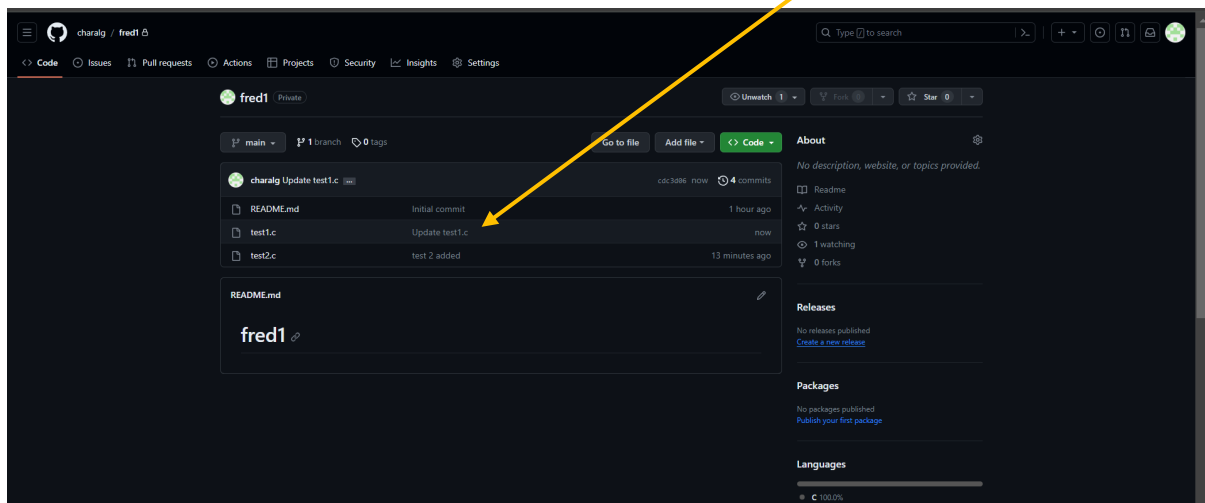 charalg / fred1
Type / to search
Code Issues Pull requests Actions Projects Security Insights Settings
fred1 Private
Unwatch 1 Fork 0 Star 0
main 1 branch 0 tags Go to file Add file Code
charalg Update test1.c ... cdc3d06 now 4 commits
README.md Initial commit 1 hour ago
test1.c Update test1.c now
test2.c test 2 added 13 minutes ago
README.md
fred1
About
No description, website, or topics provided.
Readme
Activity
0 stars
1 watching
0 forks
Releases
No releases published
Create a new release
Packages
No packages published
Publish your first package
Languages
C 100.0%